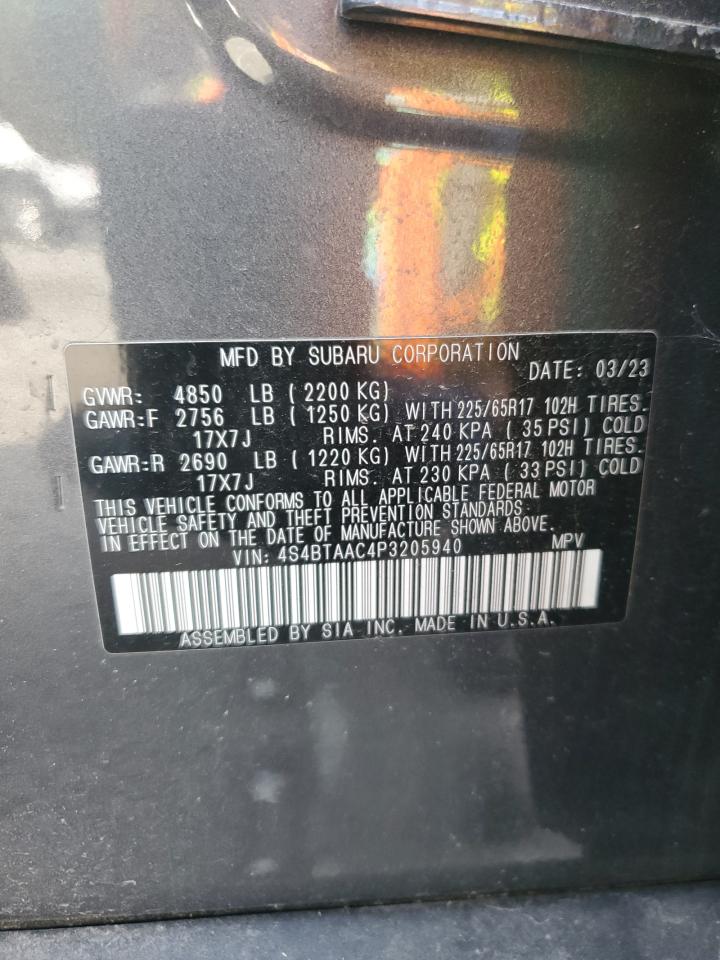 MFD BY SUBARU CORPORATION
DATE: 03/23
GVWR: 4850 LB (2200 KG)
GAWR:F 2756 LB (1250 KG) WITH 225/65R17 102H TIRES.
17X7J RIMS. AT 240 KPA (35 PSI) COLD
GAWR:R 2690 LB (1220 KG) WITH 225/65R17 102H TIRES.
17X7J RIMS. AT 230 KPA (33 PSI) COLD
THIS VEHICLE CONFORMS TO ALL APPLICABLE FEDERAL MOTOR
VEHICLE SAFETY AND THEFT PREVENTION STANDARDS
IN EFFECT ON THE DATE OF MANUFACTURE SHOWN ABOVE.
VIN: 4S4BTAAC4P3205940 MPV
ASSEMBLED BY SIA INC. MADE IN U.S.A.